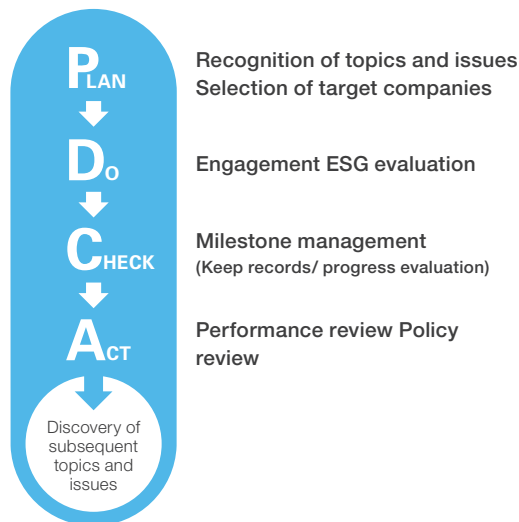 PLAN
Recognition of topics and issues
Selection of target companies
DO
Engagement ESG evaluation
CHECK
Milestone management
(Keep records/ progress evaluation)
ACT
Performance review Policy
review
Discovery of
subsequent
topics and
issues